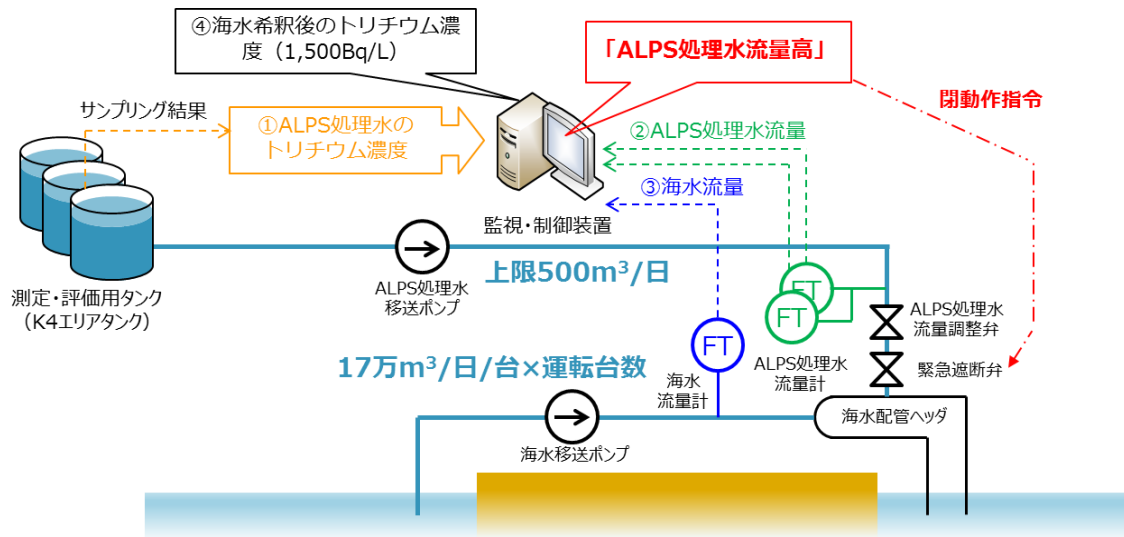 ④海水希釈後のトリチウム濃
度（1,500Bq/L）
「ALPS処理水流量高」
閉動作指令
サンプリング結果
①ALPS処理水の
トリチウム濃度
②ALPS処理水流量
③海水流量
監視・制御装置
上限500m³/日
測定・評価用タンク
（K4エリアタンク）
ALPS処理水
移送ポンプ
FT
FT
FT
ALPS処理水
流量調整弁
ALPS処理水
流量計
緊急遮断弁
17万m³/日/台×運転台数
海水
流量計
海水配管ヘッダ
海水移送ポンプ